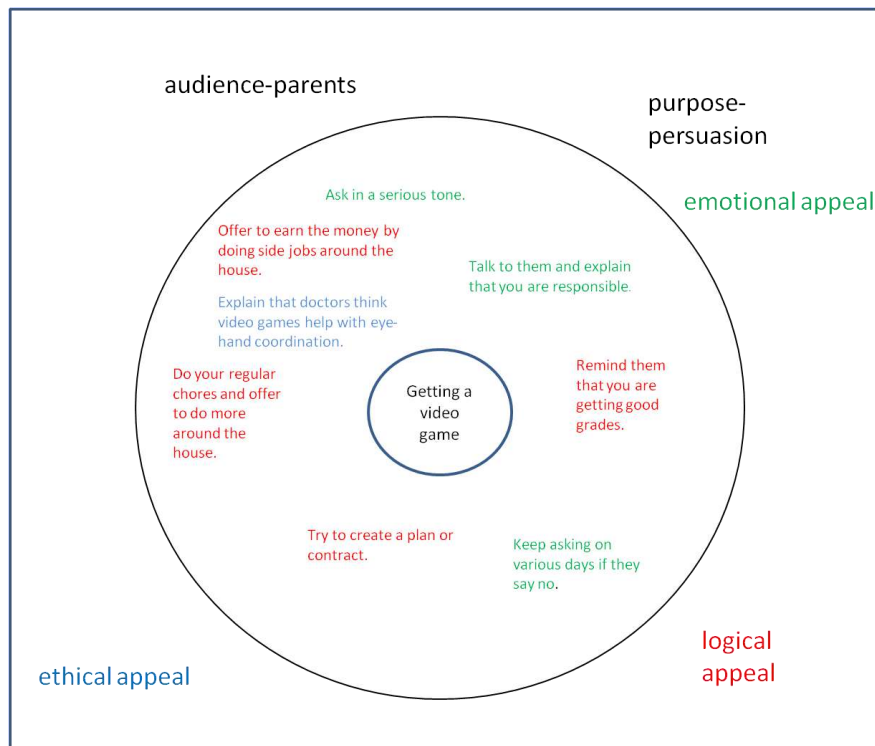 audience-parents
purpose-
persuasion
emotional appeal
Ask in a serious tone.
Offer to earn the money by
doing side jobs around the
house.
Talk to them and explain
that you are responsible.
Explain that doctors think
video games help with eye-
hand coordination.
Do your regular
chores and offer
to do more
around the
house.
Getting a
video
game
Remind them
that you are
getting good
grades.
Try to create a plan or
contract.
Keep asking on
various days if they
say no.
ethical appeal
logical
appeal